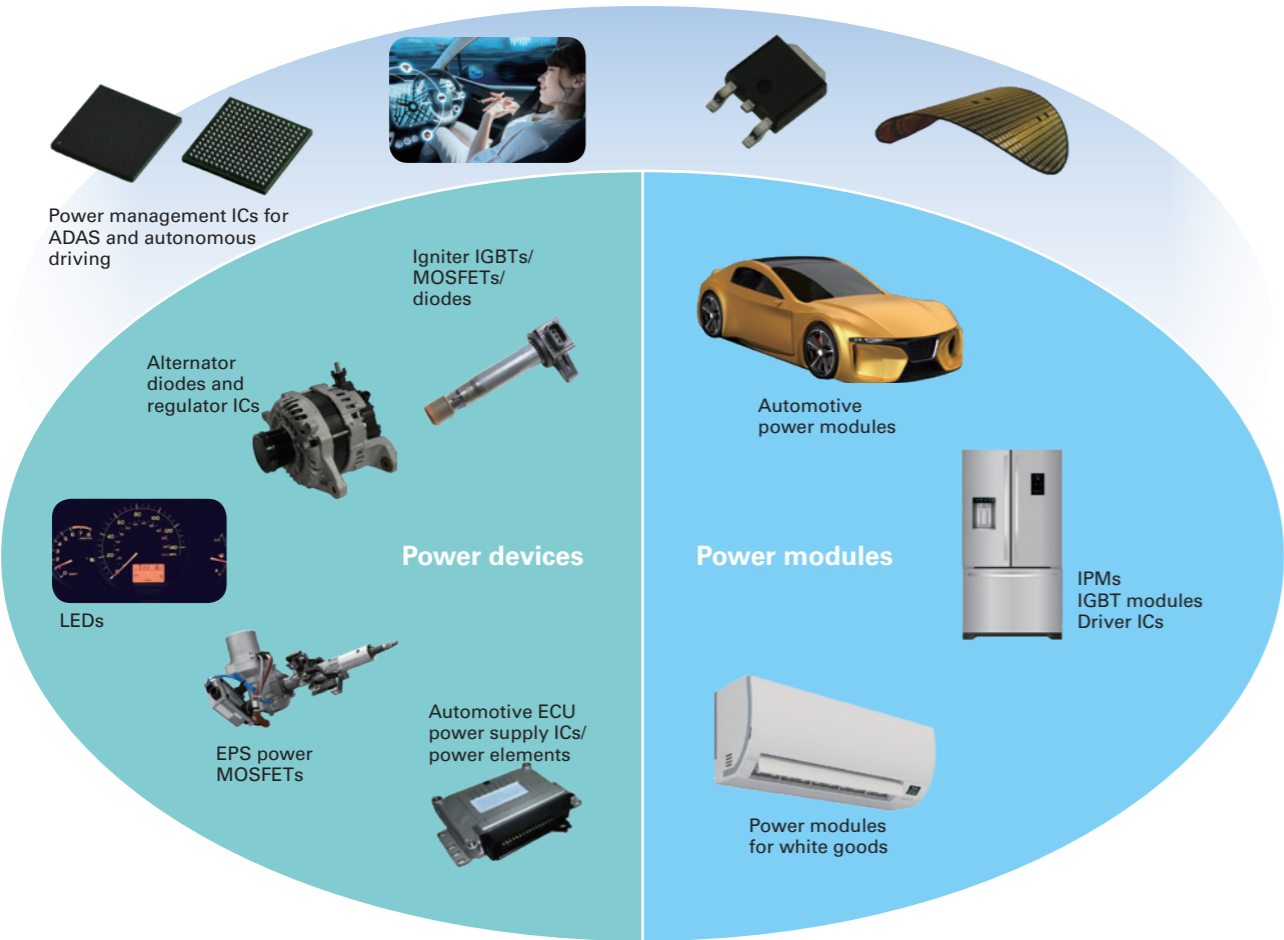 Power management ICs for
ADAS and autonomous
driving
Igniter IGBTs/
MOSFETs/
diodes
Alternator
diodes and
regulator ICs
Automotive
power modules
Power devices
Power modules
LEDs
IPMs
IGBT modules
Driver ICs
EPS power
MOSFETs
Automotive ECU
power supply ICs/
power elements
Power modules
for white goods